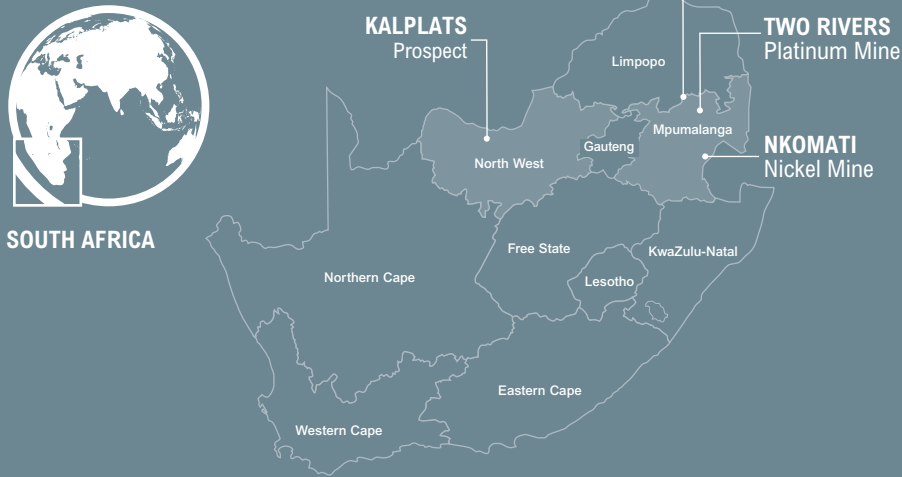 KALPLATS
Prospect
TWO RIVERS
Platinum Mine
Limpopo
Mpumalanga
Gauteng
North West
NKOMATI
Nickel Mine
SOUTH AFRICA
Free State
KwaZulu-Natal
Lesotho
Northern Cape
Eastern Cape
Western Cape